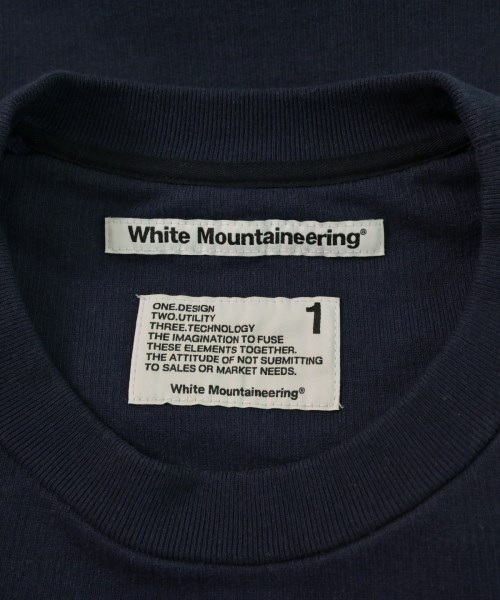 White Mountaineering®
ONE.DESIGN 1
TWO.UTILITY
THREE.TECHNOLOGY
THE IMAGINATION TO FUSE
THESE ELEMENTS TOGETHER.
THE ATTITUDE OF NOT SUBMITTING
TO SALES OR MARKET NEEDS.
White Mountaineering®